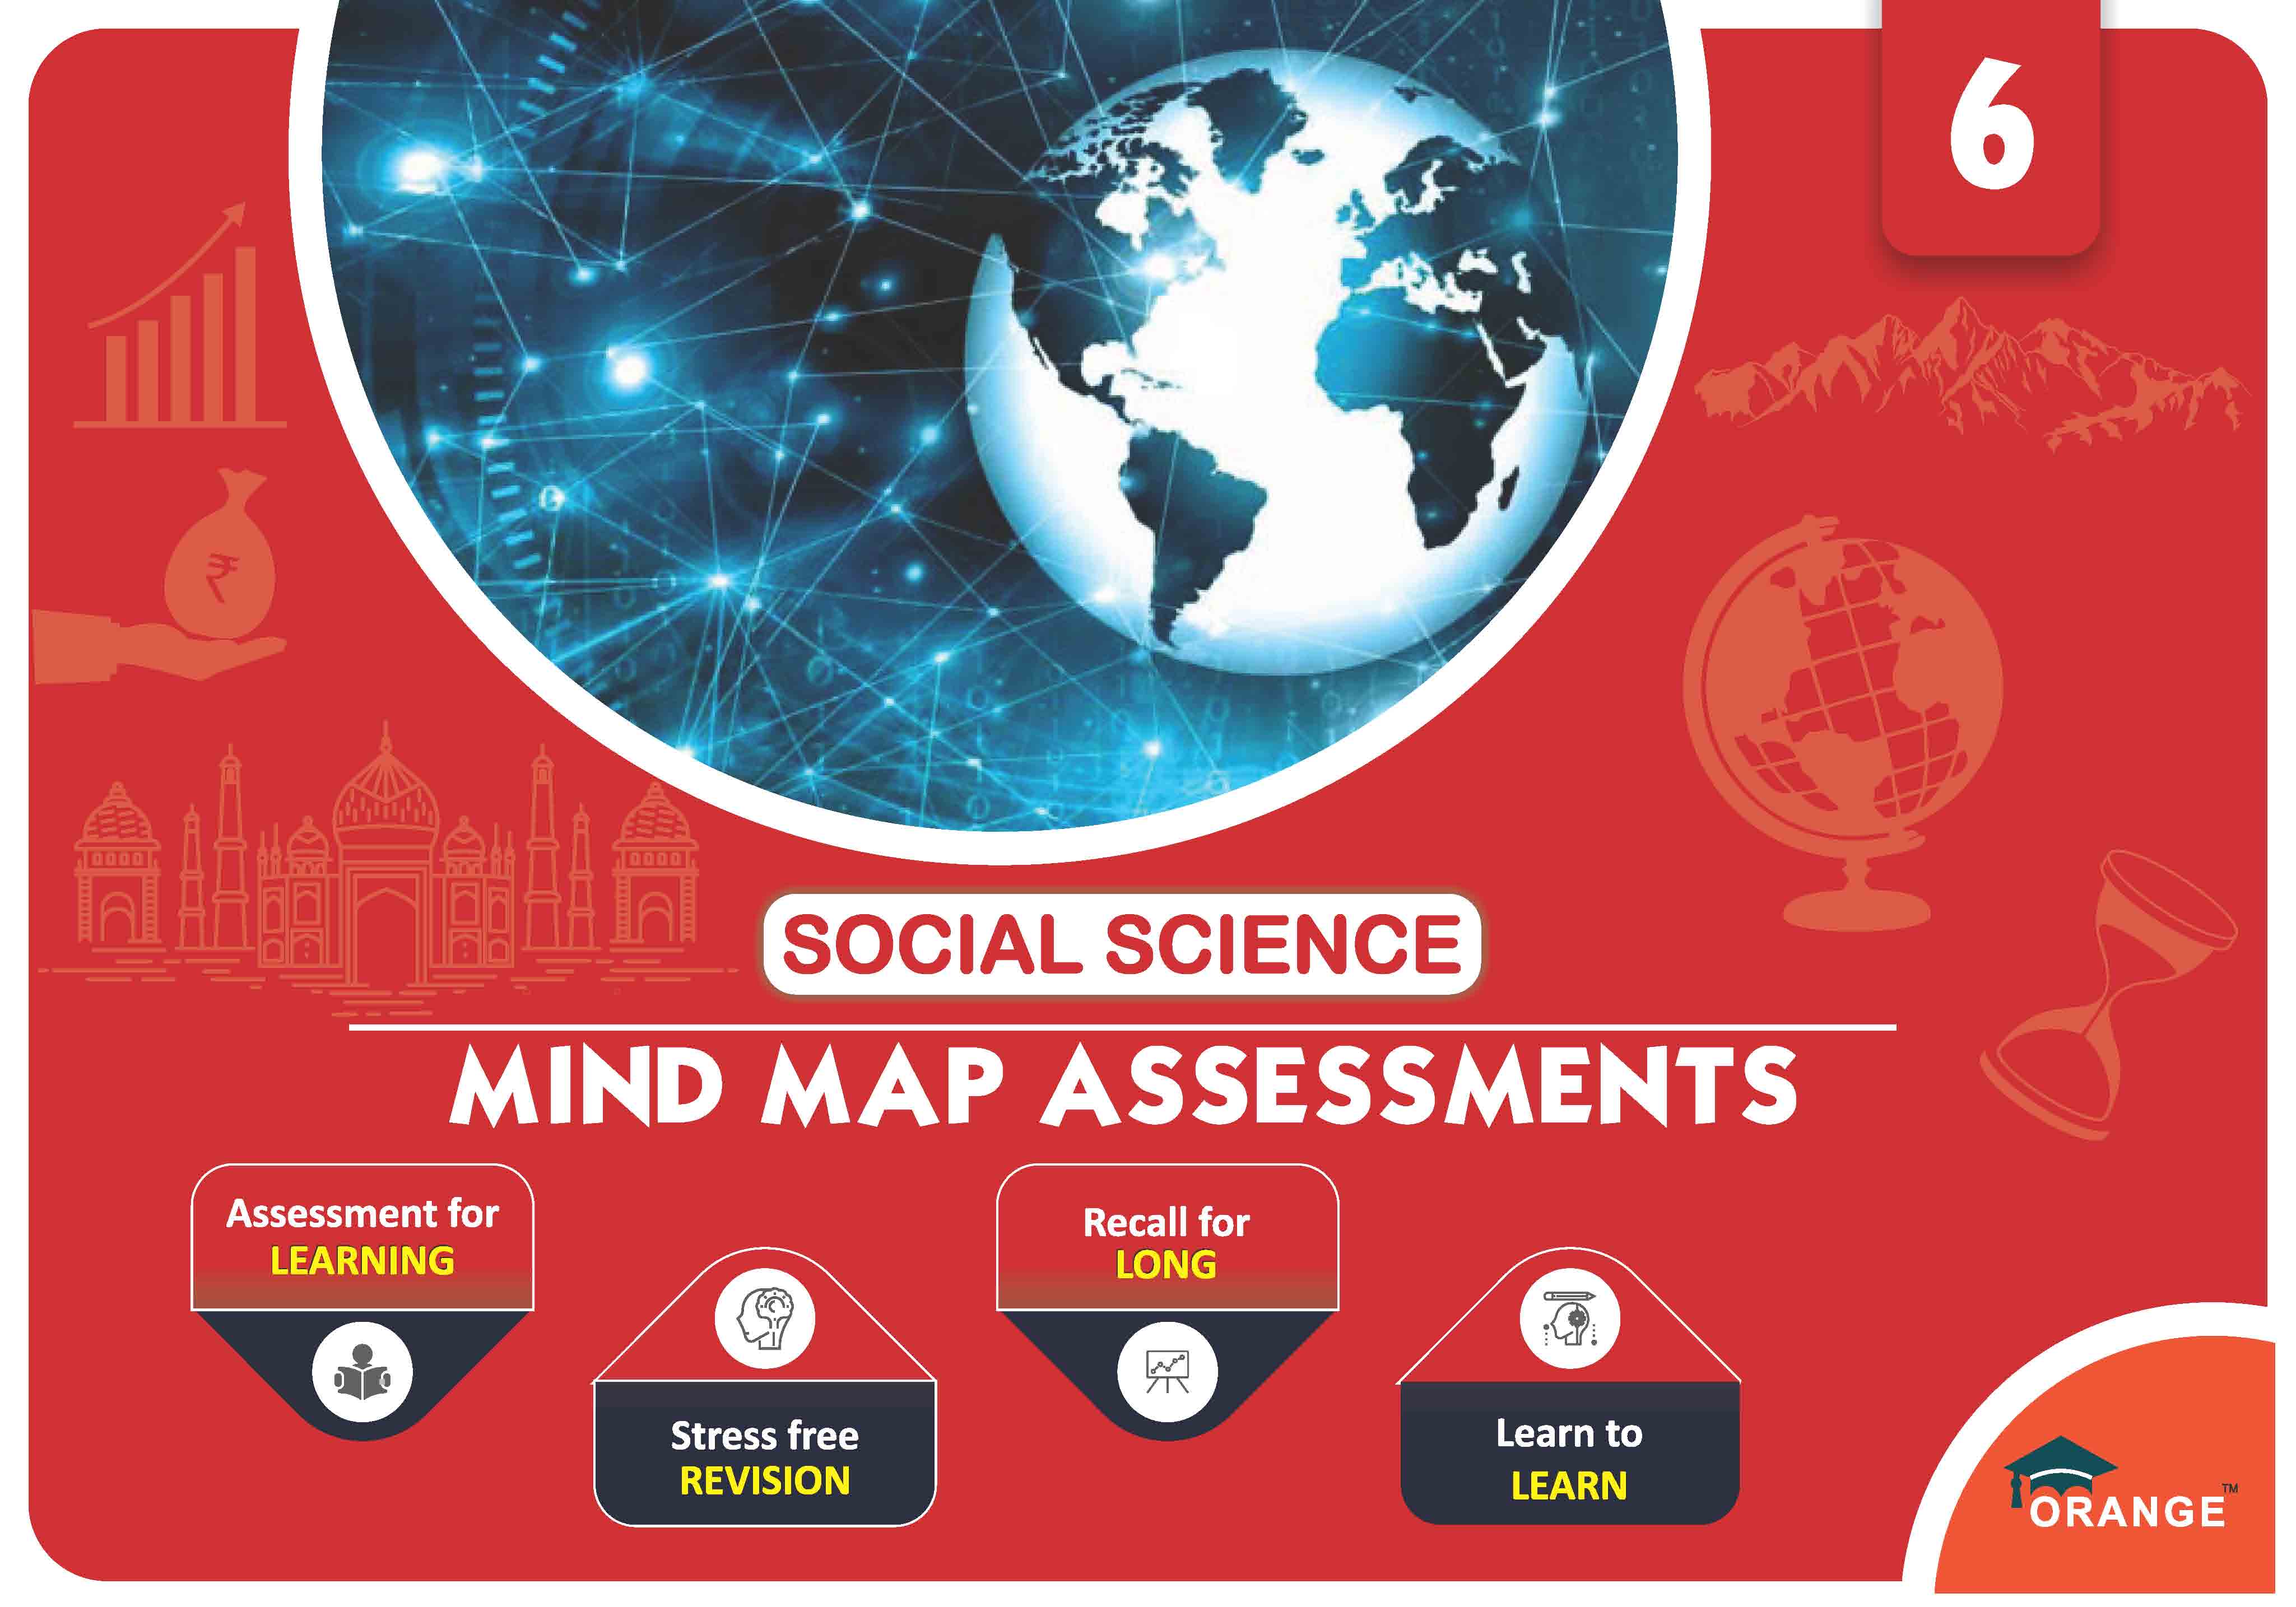 6
₹
SOCIAL SCIENCE
MIND MAP ASSESSMENTS
Assessment for
LEARNING
Stress free
REVISION
Recall for
LONG
Learn to
LEARN
ORANGE™